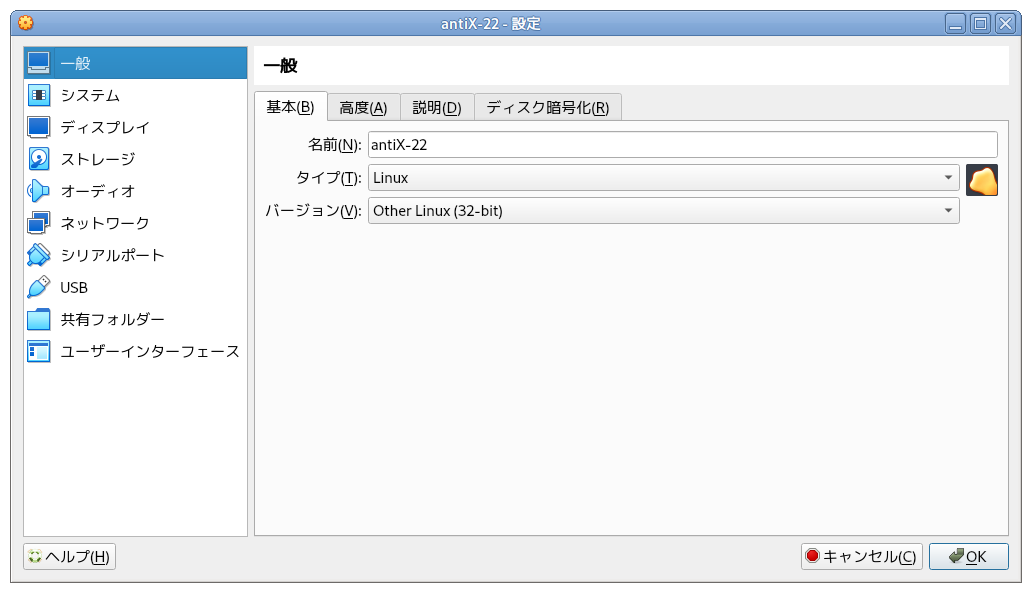 antiX-22 - 設定
一般
システム
ディスプレイ
ストレージ
オーディオ
ネットワーク
シリアルポート
USB
共有フォルダー
ユーザーインターフェース
一般
基本(B) 高度(A) 説明(D) ディスク暗号化(R)
名前(N): antiX-22
タイプ(T): Linux
バージョン(V): Other Linux (32-bit)
ヘルプ(H) キャンセル(C) OK